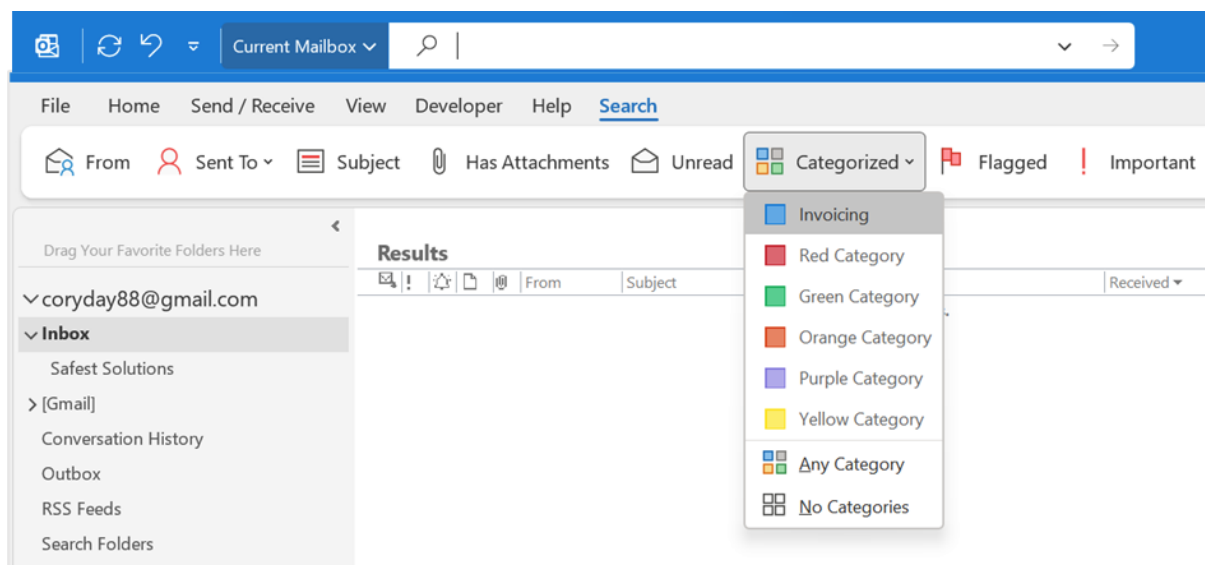 Current Mailbox
File Home Send / Receive View Developer Help Search
From Sent To Subject Has Attachments Unread Categorized Flagged ! Important
Invoicing
Red Category
Green Category
Orange Category
Purple Category
Yellow Category
Any Category
No Categories
Drag Your Favorite Folders Here
coryday88@gmail.com
Inbox
Safest Solutions
[Gmail]
Conversation History
Outbox
RSS Feeds
Search Folders
Results
! From Subject Received